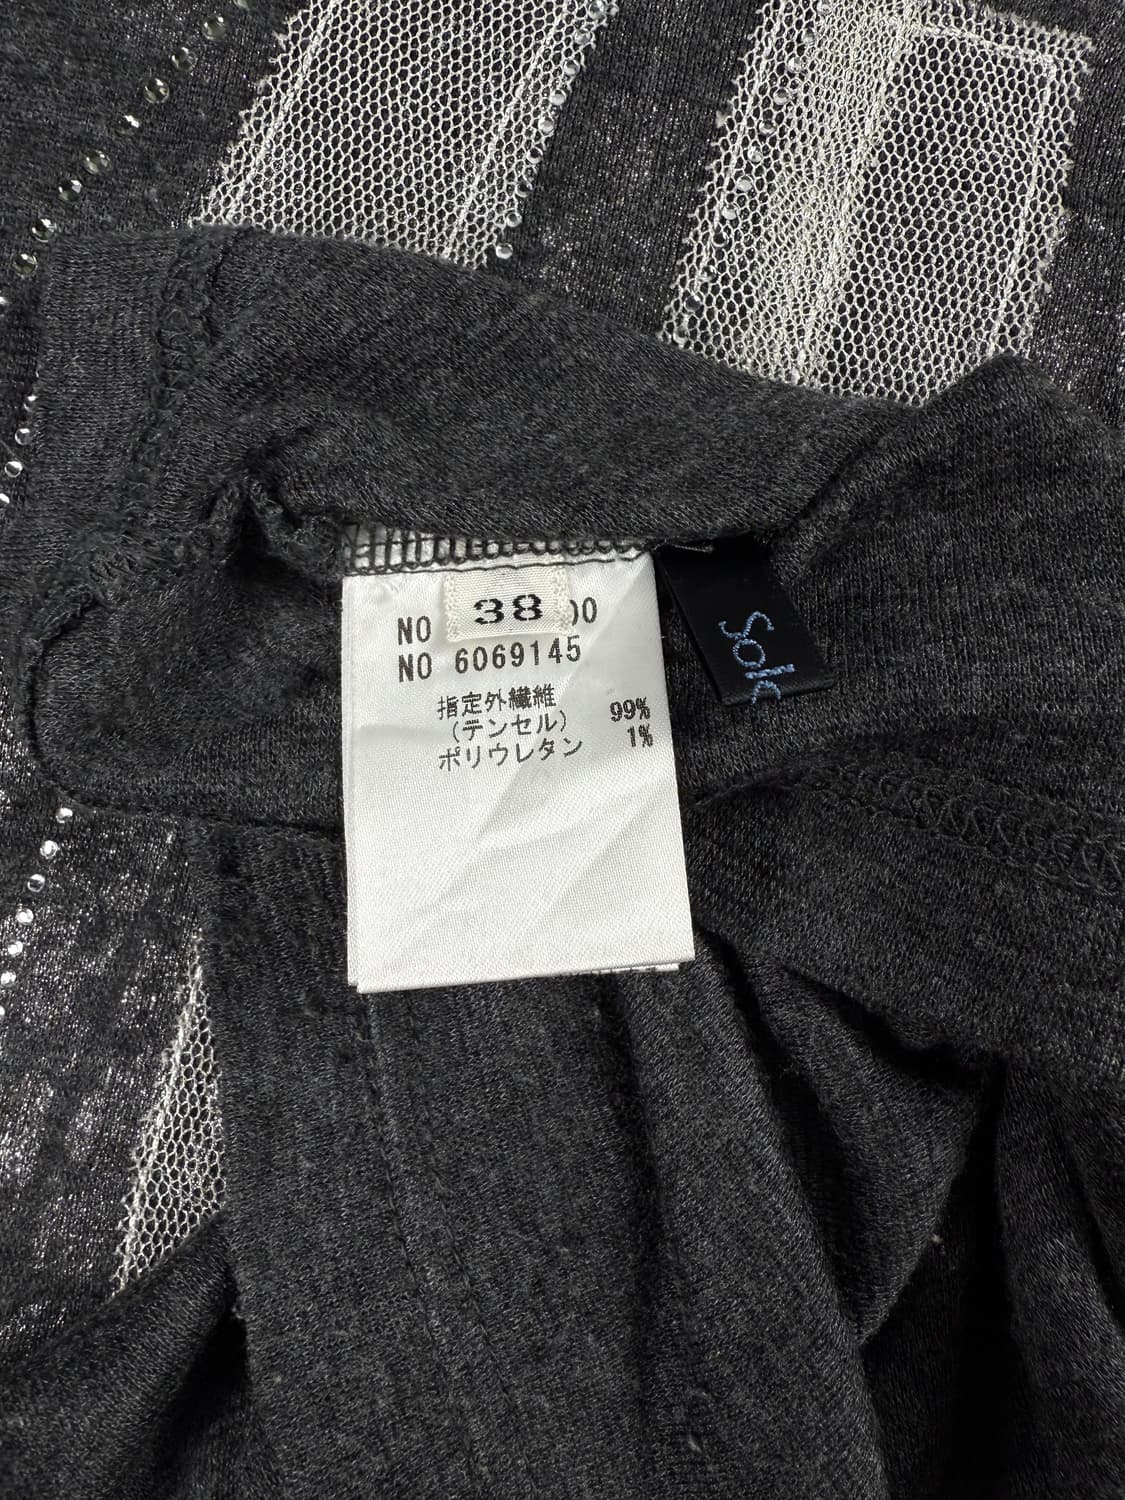 38
NO 00
NO 6069145
指定外繊維
(テンセル) 99%
ポリウレタン 1%